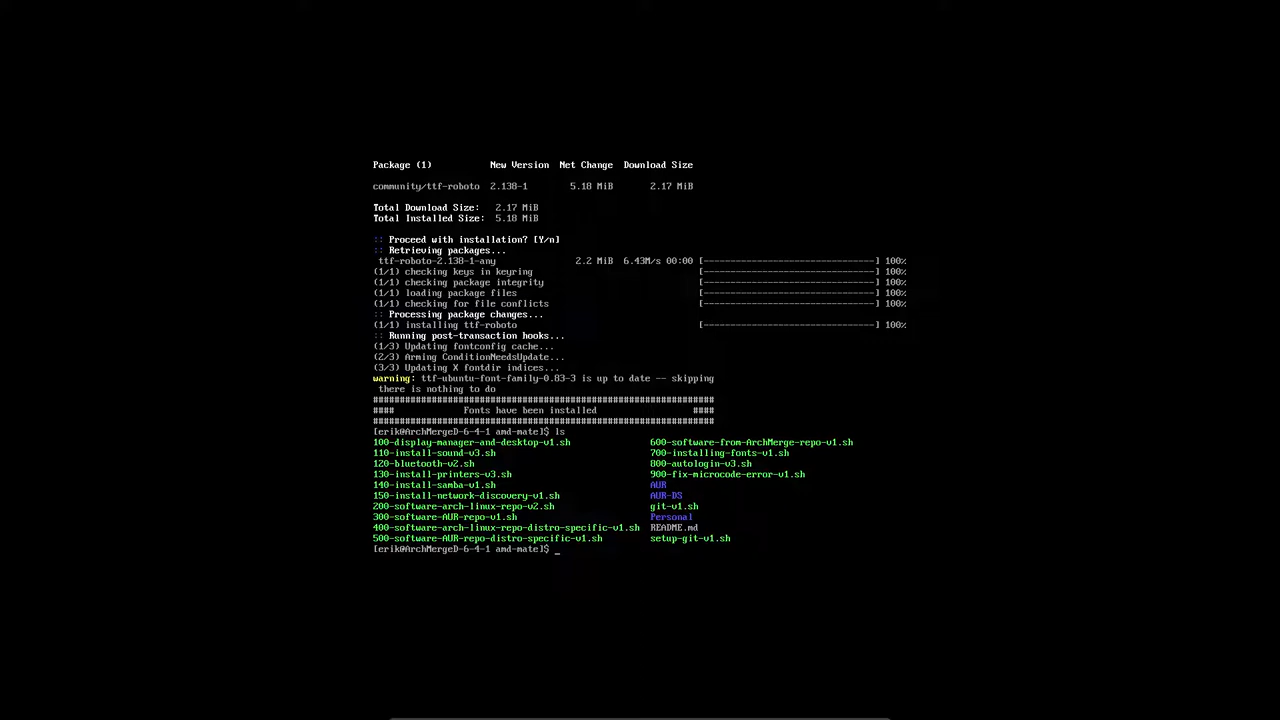 Package (1)           New Version  Net Change  Download Size
community/ttf-roboto  2.138-1        5.18 MiB       2.17 MiB
Total Download Size:   2.17 MiB
Total Installed Size:  5.18 MiB
:: Proceed with installation? [Y/n]
:: Retrieving packages...
 ttf-roboto-2.138-1-any               2.2 MiB  6.43M/s 00:00 [--------------------------------] 100%
(1/1) checking keys in keyring                               [--------------------------------] 100%
(1/1) checking package integrity                             [--------------------------------] 100%
(1/1) loading package files                                  [--------------------------------] 100%
(1/1) checking for file conflicts                            [--------------------------------] 100%
:: Processing package changes...
(1/1) installing ttf-roboto                                  [--------------------------------] 100%
:: Running post-transaction hooks...
(1/3) Updating fontconfig cache...
(2/3) Arming ConditionNeedsUpdate...
(3/3) Updating X fontdir indices...
warning: ttf-ubuntu-font-family-0.83-3 is up to date -- skipping
 there is nothing to do
################################################################
####             Fonts have been installed                  ####
################################################################
[erik@ArchMergeD-6-4-1 amd-mate]$ ls
100-display-manager-and-desktop-v1.sh               600-software-from-ArchMerge-repo-v1.sh
110-install-sound-v3.sh                             700-installing-fonts-v1.sh
120-bluetooth-v2.sh                                 800-autologin-v3.sh
130-install-printers-v3.sh                          900-fix-microcode-error-v1.sh
140-install-samba-v1.sh                             AUR
150-install-network-discovery-v1.sh                 AUR-DS
200-software-arch-linux-repo-v2.sh                  git-v1.sh
300-software-AUR-repo-v1.sh                         Personal
400-software-arch-linux-repo-distro-specific-v1.sh  README.md
500-software-AUR-repo-distro-specific-v1.sh         setup-git-v1.sh
[erik@ArchMergeD-6-4-1 amd-mate]$ _